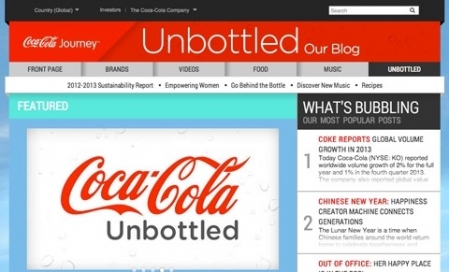 Country (Global) Investors The Coca-Cola Company Search
Coca-Cola Journey Unbottled Our Blog
FRONT PAGE BRANDS VIDEOS FOOD MUSIC UNBOTTLED
2012-2013 Sustainability Report • Empowering Women • Go Behind the Bottle • Discover New Music • Recipes
FEATURED
Coca-Cola
Unbottled
WHAT'S BUBBLING
OUR MOST POPULAR POSTS
1
COKE REPORTS GLOBAL VOLUME
GROWTH IN 2013
Today Coca-Cola (NYSE: KO) reported
worldwide volume growth of 2% for the full
year and 1% in the fourth quarter 2013.
The company also reported global value
2
CHINESE NEW YEAR: HAPPINESS
CREATOR MACHINE CONNECTS
GENERATIONS
The Lunar New Year is a time when
Chinese families around the world return
OUT OF OFFICE: HER HAPPY
PLACE